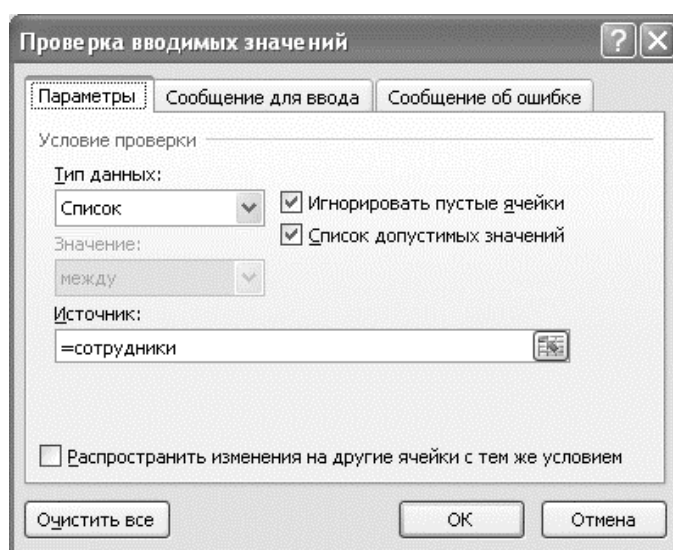 Проверка вводимых значений
Параметры Сообщение для ввода Сообщение об ошибке
Условие проверки
Тип данных:
Список
Игнорировать пустые ячейки
Значение:
Список допустимых значений
между
Источник:
=сотрудники
Распространить изменения на другие ячейки с тем же условием
Очистить все ОК Отмена